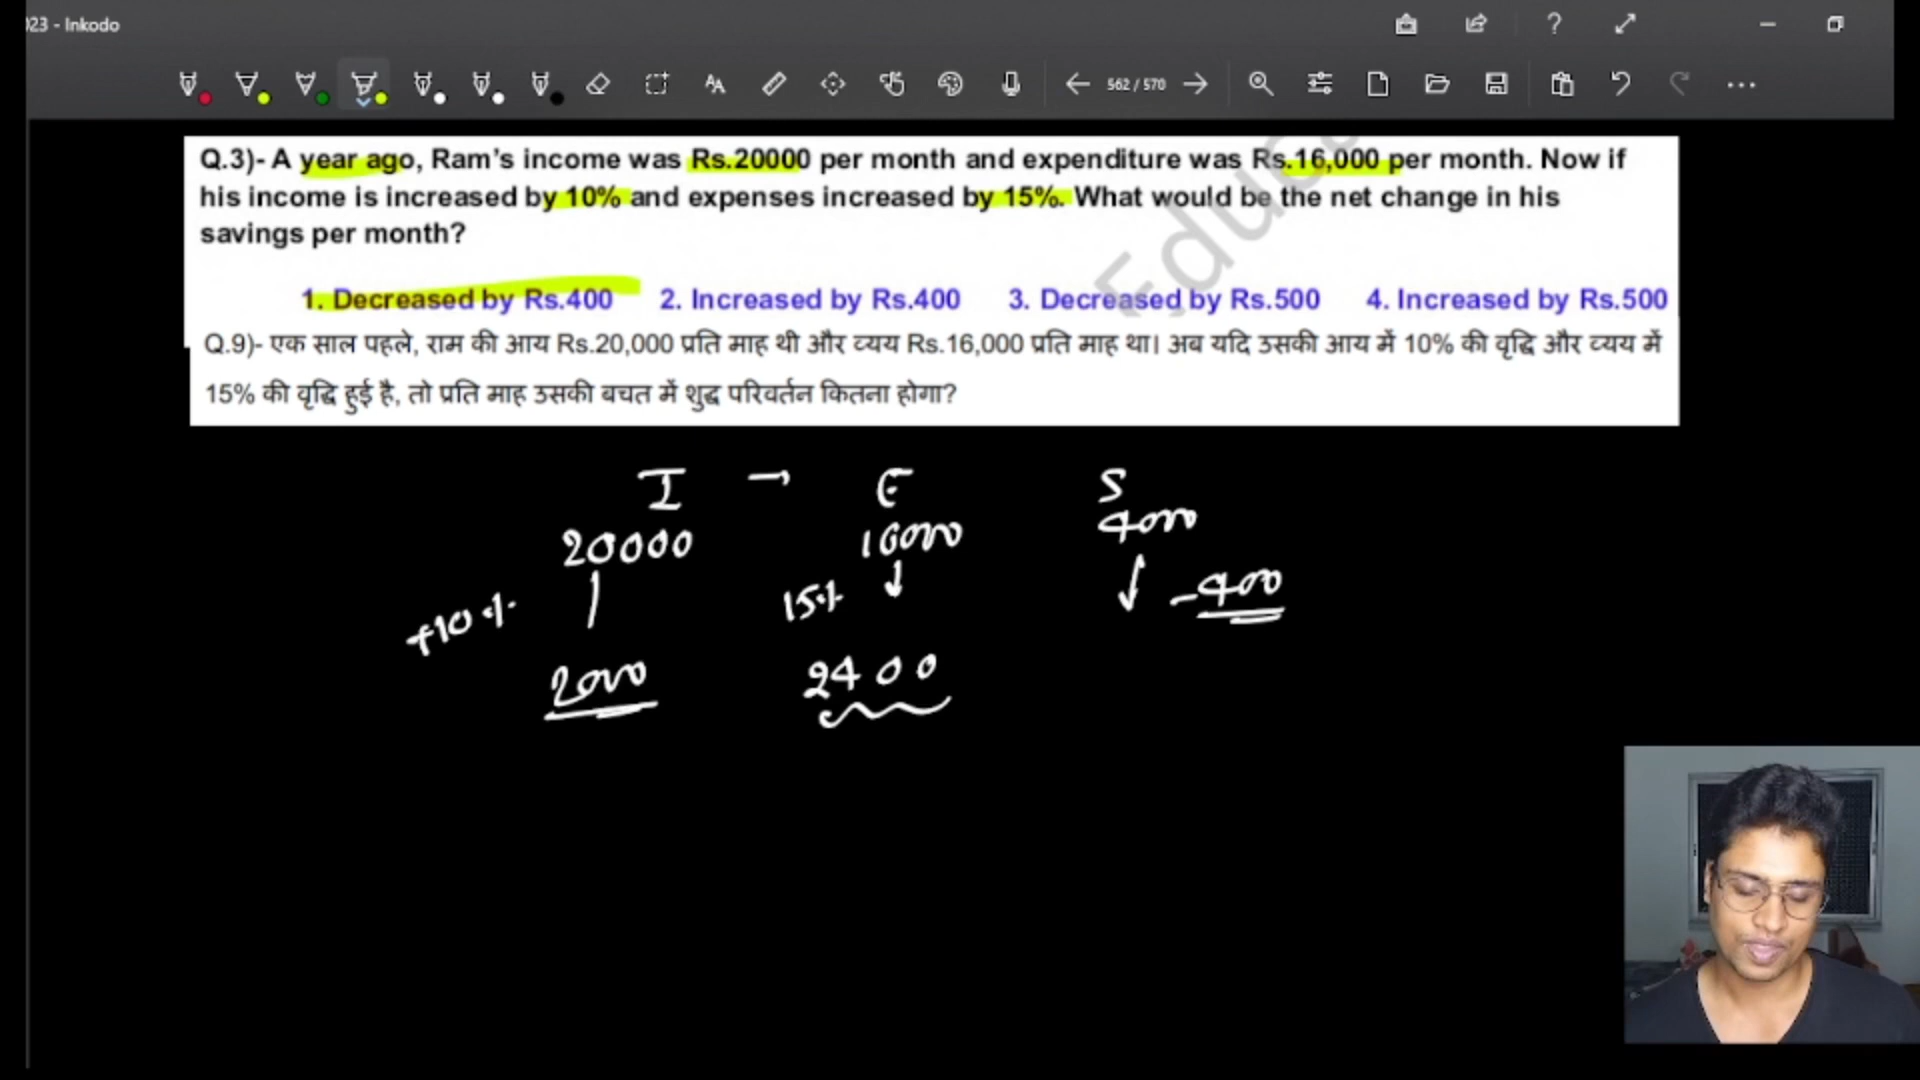 023 - Inkodo
562 / 570
Q.3)- A year ago, Ram's income was Rs.20000 per month and expenditure was Rs.16,000 per month. Now if
his income is increased by 10% and expenses increased by 15%. What would be the net change in his
savings per month?
1. Decreased by Rs.400 2. Increased by Rs.400 3. Decreased by Rs.500 4. Increased by Rs.500
Q.9)- एक साल पहले, राम की आय Rs.20,000 प्रति माह थी और व्यय Rs.16,000 प्रति माह था। अब यदि उसकी आय में 10% की वृद्धि और व्यय में
15% की वृद्धि हुई है, तो प्रति माह उसकी बचत में शुद्ध परिवर्तन कितना होगा?
I → E S
20000 16000 4000
+10% 15% ↓ ↓ -400
2000 2400